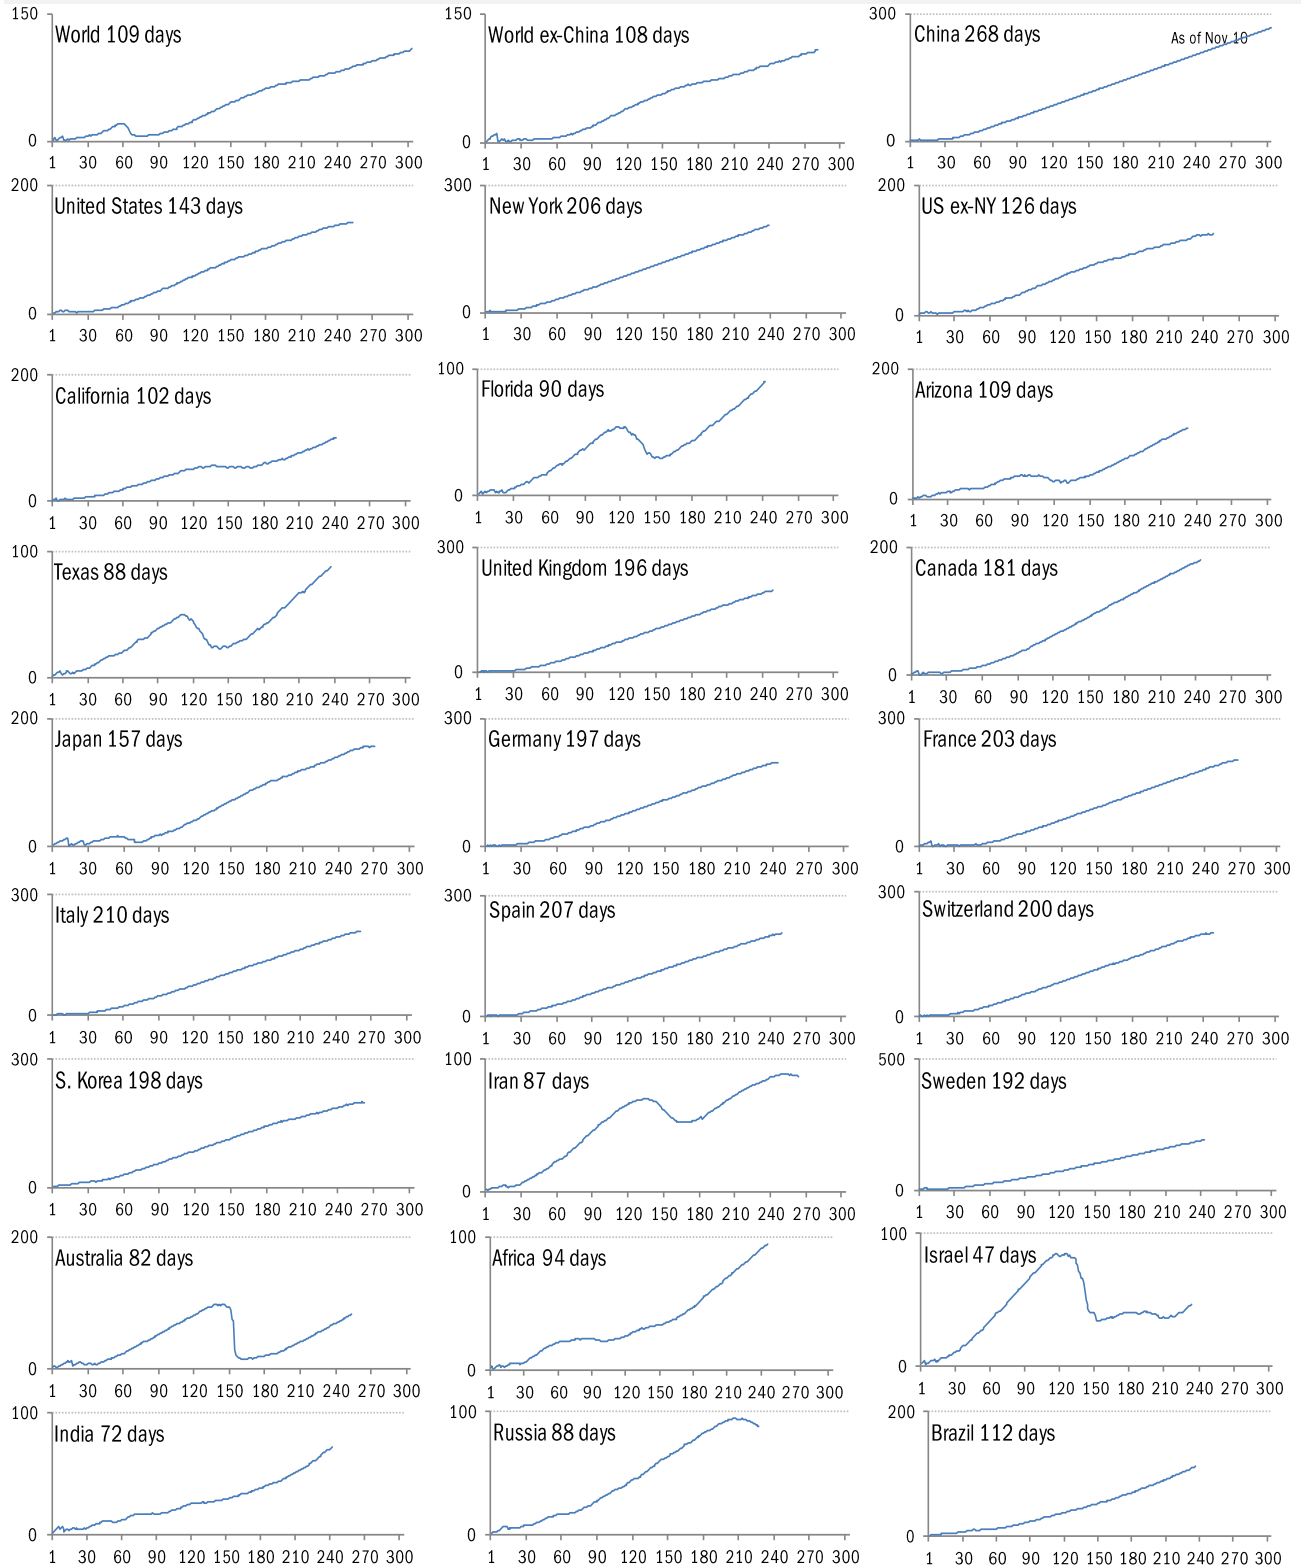 150
World 109 days
0
1 30 60 90 120 150 180 210 240 270 300
150
World ex-China 108 days
0
1 30 60 90 120 150 180 210 240 270 300
300
China 268 days
As of Nov 10
0
1 30 60 90 120 150 180 210 240 270 300
200
United States 143 days
0
1 30 60 90 120 150 180 210 240 270 300
300
New York 206 days
0
1 30 60 90 120 150 180 210 240 270 300
200
US ex-NY 126 days
0
1 30 60 90 120 150 180 210 240 270 300
200
California 102 days
0
1 30 60 90 120 150 180 210 240 270 300
100
Florida 90 days
0
1 30 60 90 120 150 180 210 240 270 300
200
Arizona 109 days
0
1 30 60 90 120 150 180 210 240 270 300
100
Texas 88 days
0
1 30 60 90 120 150 180 210 240 270 300
300
United Kingdom 196 days
0
1 30 60 90 120 150 180 210 240 270 300
200
Canada 181 days
0
1 30 60 90 120 150 180 210 240 270 300
200
Japan 157 days
0
1 30 60 90 120 150 180 210 240 270 300
300
Germany 197 days
0
1 30 60 90 120 150 180 210 240 270 300
300
France 203 days
0
1 30 60 90 120 150 180 210 240 270 300
300
Italy 210 days
0
1 30 60 90 120 150 180 210 240 270 300
300
Spain 207 days
0
1 30 60 90 120 150 180 210 240 270 300
300
Switzerland 200 days
0
1 30 60 90 120 150 180 210 240 270 300
300
S. Korea 198 days
0
1 30 60 90 120 150 180 210 240 270 300
100
Iran 87 days
0
1 30 60 90 120 150 180 210 240 270 300
500
Sweden 192 days
0
1 30 60 90 120 150 180 210 240 270 300
200
Australia 82 days
0
1 30 60 90 120 150 180 210 240 270 300
100
Africa 94 days
0
1 30 60 90 120 150 180 210 240 270 300
100
Israel 47 days
0
1 30 60 90 120 150 180 210 240 270 300
100
India 72 days
0
1 30 60 90 120 150 180 210 240 270 300
100
Russia 88 days
0
1 30 60 90 120 150 180 210 240 270 300
200
Brazil 112 days
0
1 30 60 90 120 150 180 210 240 270 300